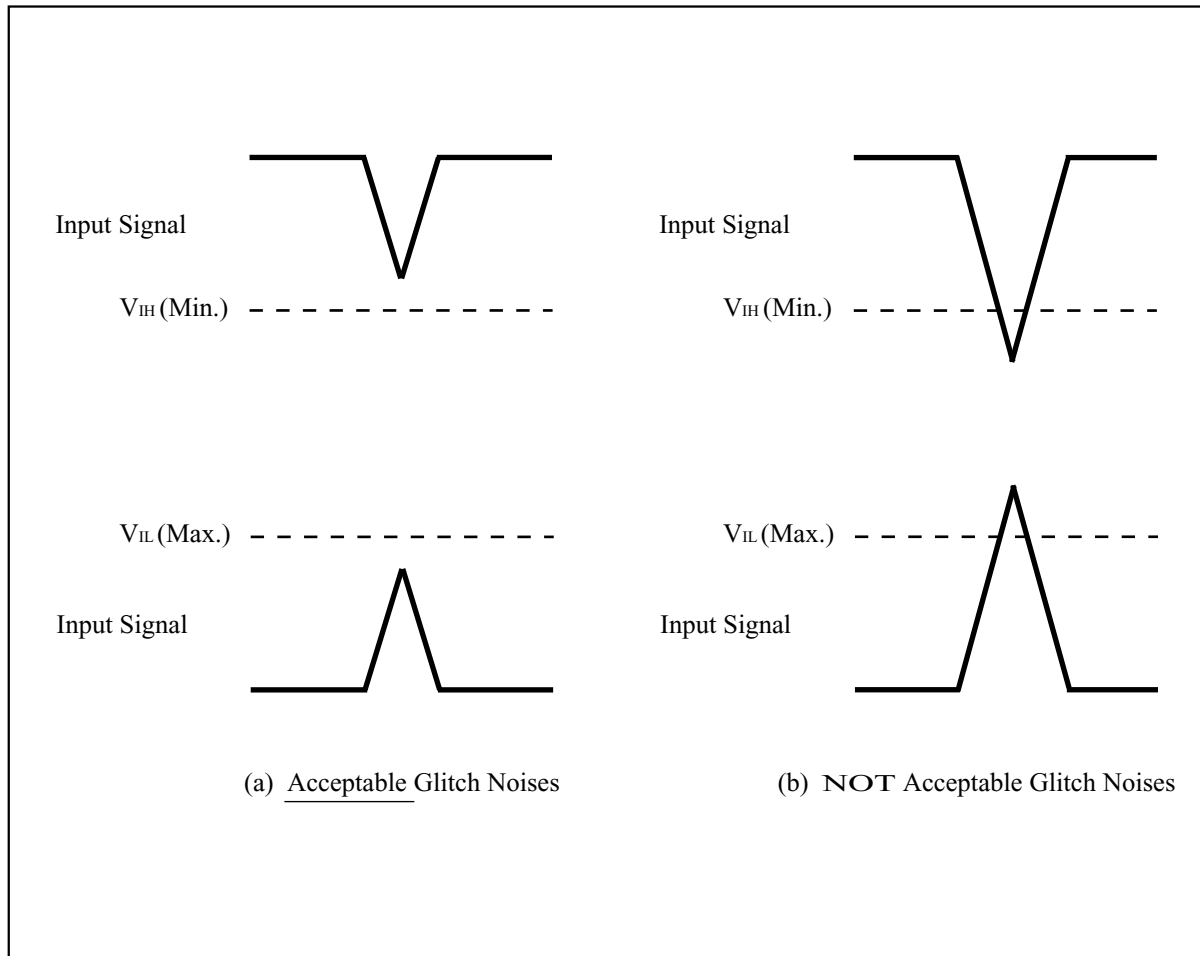 Input Signal
VIH (Min.)
VIL (Max.)
Input Signal
(a) Acceptable Glitch Noises
Input Signal
VIH (Min.)
VIL (Max.)
Input Signal
(b) NOT Acceptable Glitch Noises